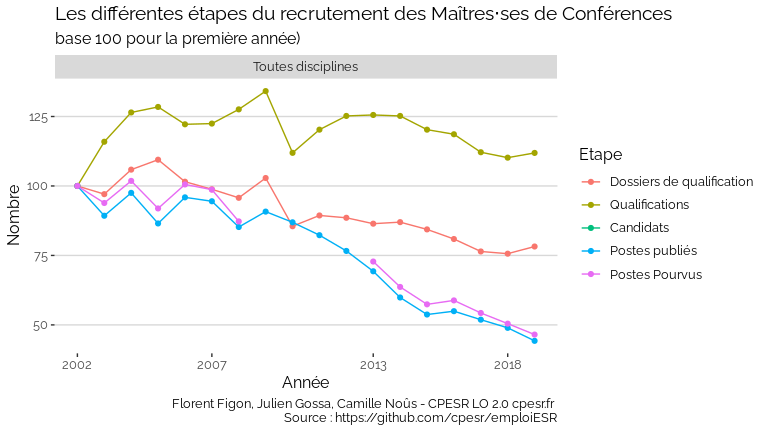 Les différentes étapes du recrutement des Maîtres·ses de Conférences
base 100 pour la première année)
Toutes disciplines
Nombre
125
100
75
50
2002
2007
2013
2018
Année
Etape
Dossiers de qualification
Qualifications
Candidats
Postes publiés
Postes Pourvus
Florent Figon, Julien Gossa, Camille Noûs - CPESR LO 2.0 cpesr.fr
Source : https://github.com/cpesr/emploiESR